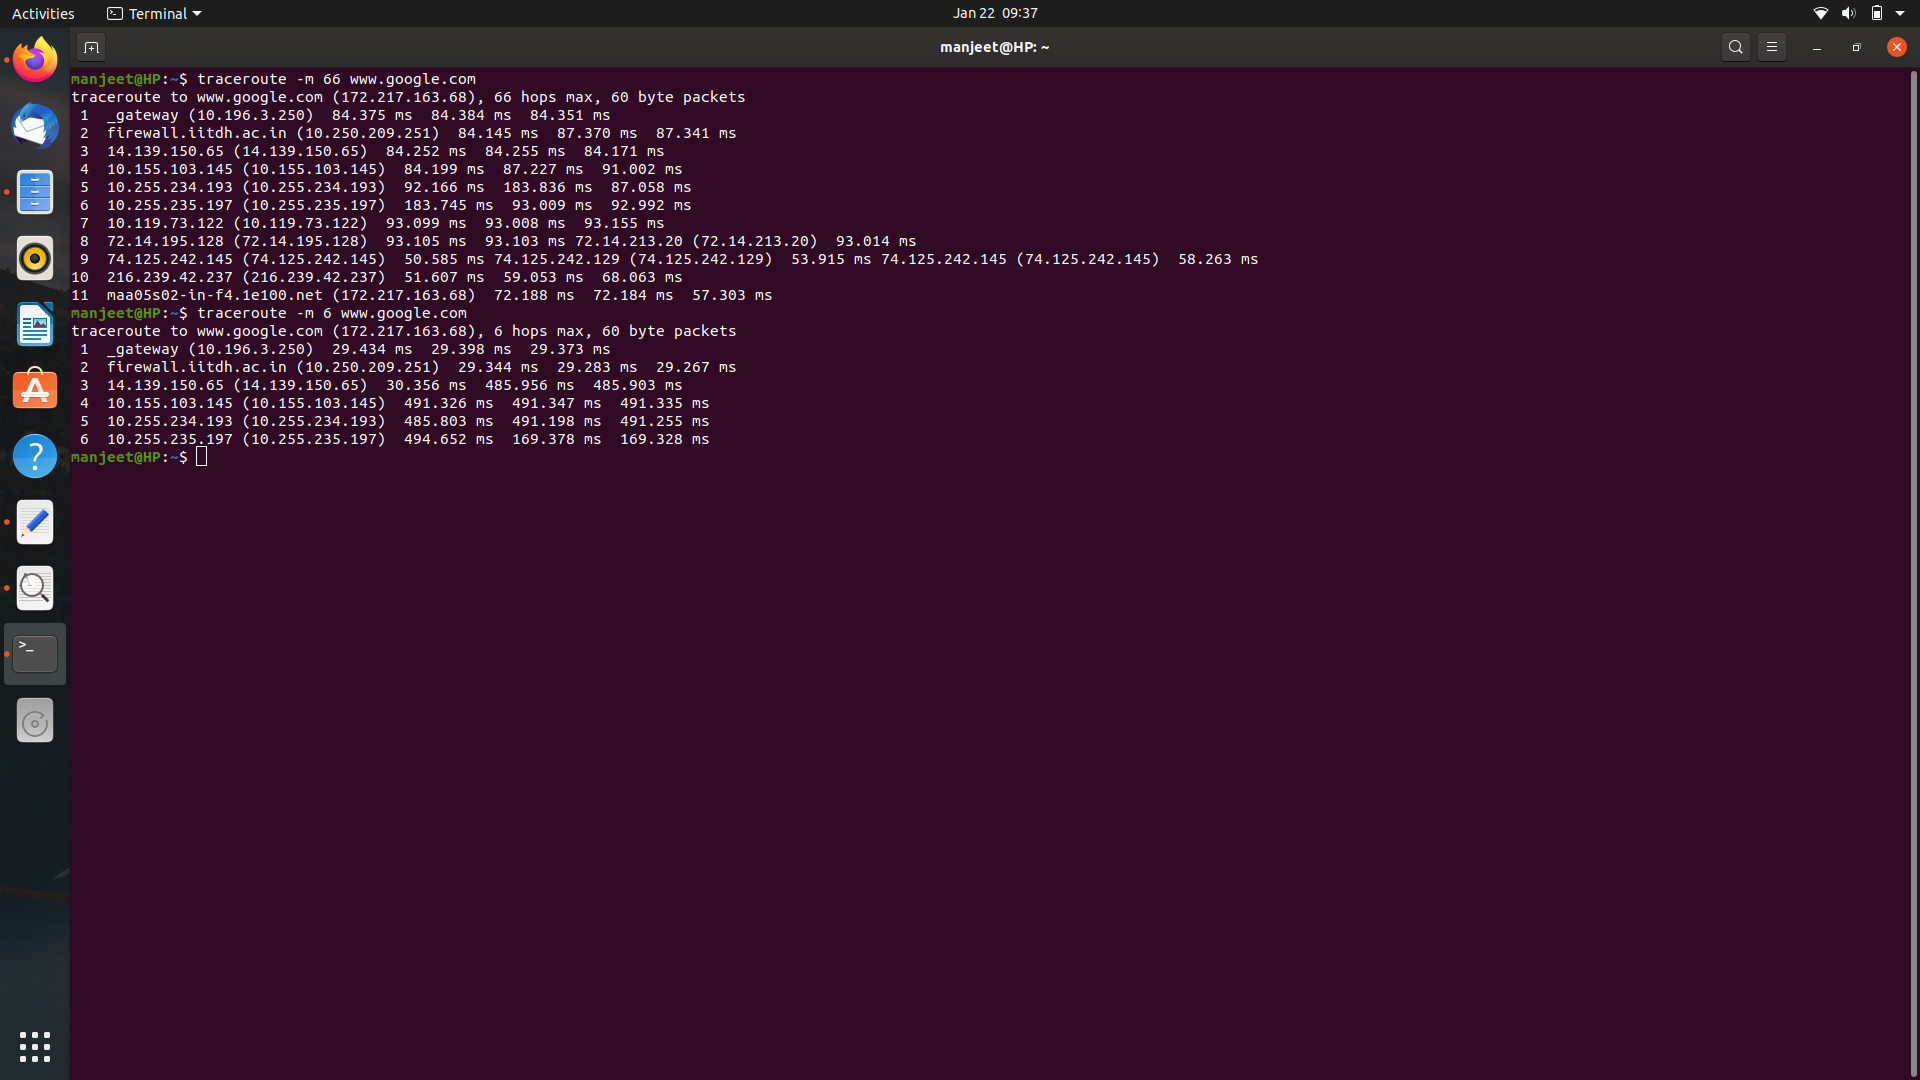 Activities
Terminal
Jan 22 09:37
manjeet@HP: ~
manjeet@HP:~$ traceroute -m 66 www.google.com
traceroute to www.google.com (172.217.163.68), 66 hops max, 60 byte packets
 1  _gateway (10.196.3.250)  84.375 ms  84.384 ms  84.351 ms
 2  firewall.iitdh.ac.in (10.250.209.251)  84.145 ms  87.370 ms  87.341 ms
 3  14.139.150.65 (14.139.150.65)  84.252 ms  84.255 ms  84.171 ms
 4  10.155.103.145 (10.155.103.145)  84.199 ms  87.227 ms  91.002 ms
 5  10.255.234.193 (10.255.234.193)  92.166 ms  183.836 ms  87.058 ms
 6  10.255.235.197 (10.255.235.197)  183.745 ms  93.009 ms  92.992 ms
 7  10.119.73.122 (10.119.73.122)  93.099 ms  93.008 ms  93.155 ms
 8  72.14.195.128 (72.14.195.128)  93.105 ms  93.103 ms 72.14.213.20 (72.14.213.20)  93.014 ms
 9  74.125.242.145 (74.125.242.145)  50.585 ms 74.125.242.129 (74.125.242.129)  53.915 ms 74.125.242.145 (74.125.242.145)  58.263 ms
10  216.239.42.237 (216.239.42.237)  51.607 ms  59.053 ms  68.063 ms
11  maa05s02-in-f4.1e100.net (172.217.163.68)  72.188 ms  72.184 ms  57.303 ms
manjeet@HP:~$ traceroute -m 6 www.google.com
traceroute to www.google.com (172.217.163.68), 6 hops max, 60 byte packets
 1  _gateway (10.196.3.250)  29.434 ms  29.398 ms  29.373 ms
 2  firewall.iitdh.ac.in (10.250.209.251)  29.344 ms  29.283 ms  29.267 ms
 3  14.139.150.65 (14.139.150.65)  30.356 ms  485.956 ms  485.903 ms
 4  10.155.103.145 (10.155.103.145)  491.326 ms  491.347 ms  491.335 ms
 5  10.255.234.193 (10.255.234.193)  485.803 ms  491.198 ms  491.255 ms
 6  10.255.235.197 (10.255.235.197)  494.652 ms  169.378 ms  169.328 ms
manjeet@HP:~$